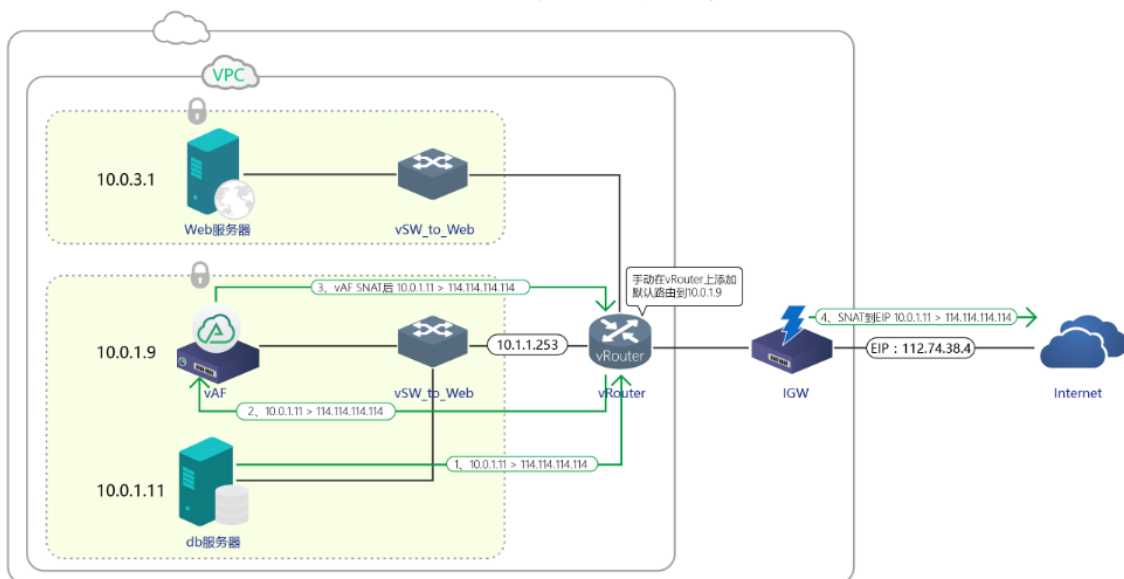 VPC
10.0.3.1
Web服务器
vSW_to_Web
手动在vRouter上添加
默认路由到10.0.1.9
3、vAF SNAT后 10.0.1.11 > 114.114.114.114
4、SNAT到EIP 10.0.1.11 > 114.114.114.114
10.0.1.9
10.1.1.253
vRouter
EIP：112.74.38.4
vAF
vSW_to_Web
vRouter
IGW
Internet
2、10.0.1.11 > 114.114.114.114
1、10.0.1.11 > 114.114.114.114
10.0.1.11
db服务器